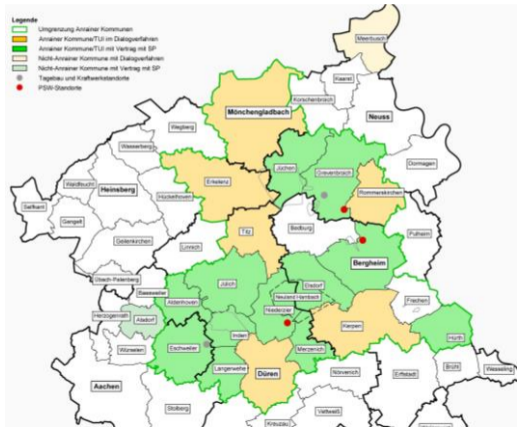 Legende
Umgrenzung Anrainer Kommunen
Anrainer Kommune/TUI im Dialogverfahren
Anrainer Kommune/TUI mit Vertrag mit SP
Nicht-Anrainer Kommune mit Dialogverfahren
Nicht-Anrainer Kommune mit Vertrag mit SP
Tagebau und Kraftwerkstandorte
PSW-Standorte
Meerbusch
Kaarst
Korschenbroich
Mönchengladbach
Neuss
Wegberg
Wassenberg
Jüchen
Grevenbroich
Dormagen
Waldfeucht
Heinsberg
Erkelenz
Rommerskirchen
Hückelhoven
Selfkant
Gangelt
Titz
Bedburg
Pulheim
Geilenkirchen
Linnich
Bergheim
Übach-Palenberg
Baesweiler
Jülich
Elsdorf
Aldenhoven
Neuland Hambach
Frechen
Herzogenrath
Alsdorf
Niederzier
Kerpen
Inden
Hürth
Würselen
Eschweiler
Merzenich
Langerwehe
Düren
Brühl
Wesseling
Aachen
Nörvenich
Erftstadt
Stolberg
Kreuzau
Vettweiß